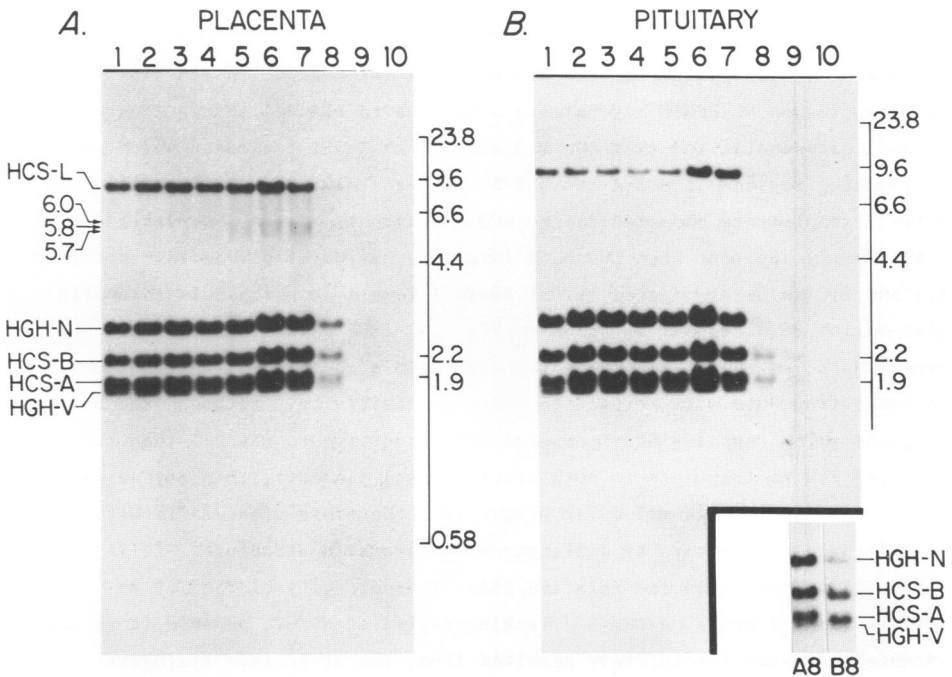 A. PLACENTA
1 2 3 4 5 6 7 8 9 10
HCS-L
6.0
5.8
5.7
HGH-N
HCS-B
HCS-A
HGH-V
23.8
9.6
6.6
4.4
2.2
1.9
0.58
B. PITUITARY
1 2 3 4 5 6 7 8 9 10
23.8
9.6
6.6
4.4
2.2
1.9
HGH-N
HCS-B
HCS-A
HGH-V
A8 B8